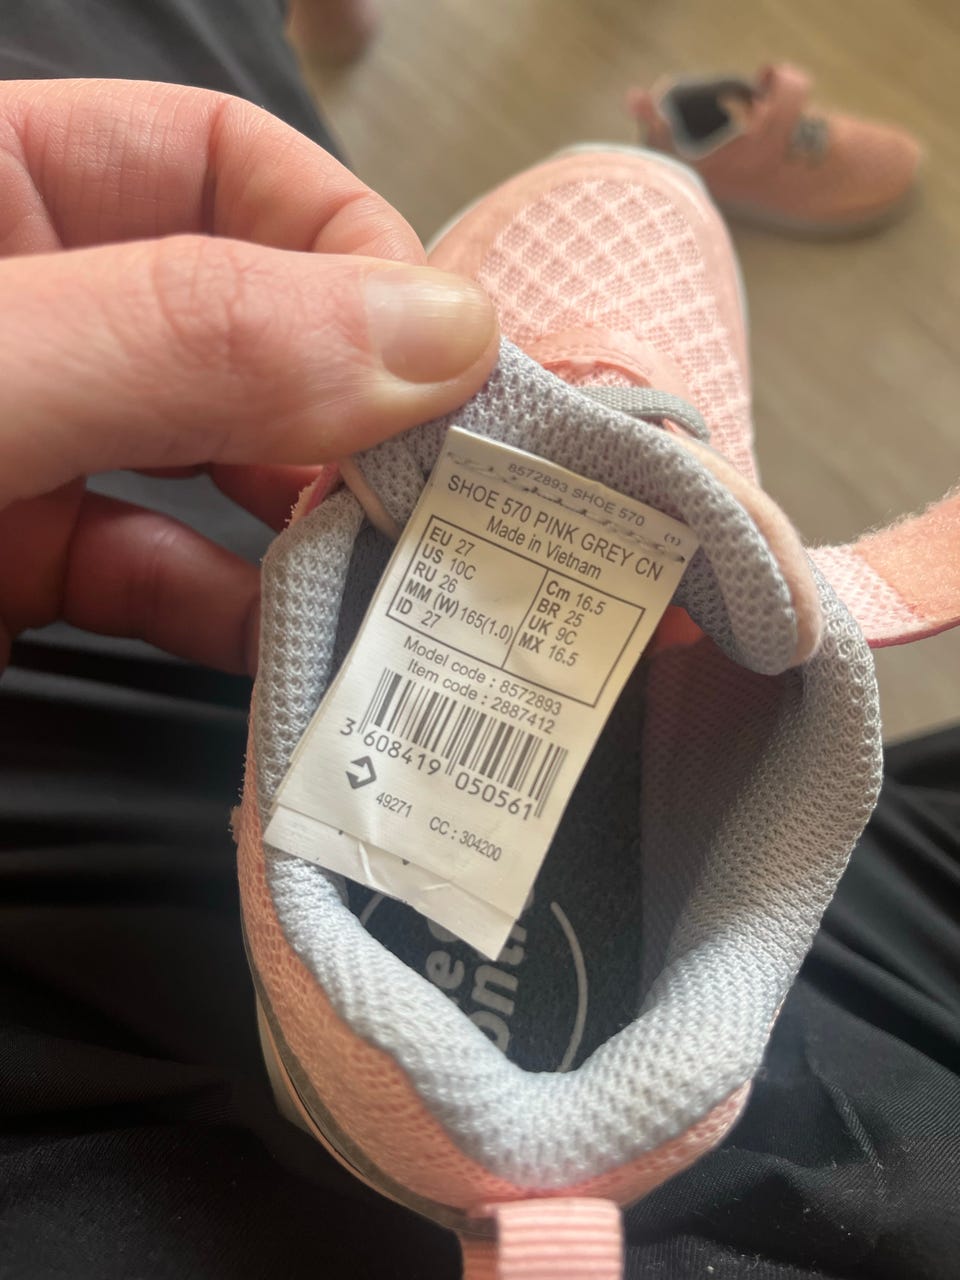 8572893 SHOE 570
(1)
SHOE 570 PINK GREY CN
Made in Vietnam
EU 27
US 10C
RU 26
MM (W)165(1.0)
ID 27
Cm 16.5
BR 25
UK 9C
MX 16.5
Model code : 8572893
Item code : 2887412
3 608419 050561
49271 CC : 304200